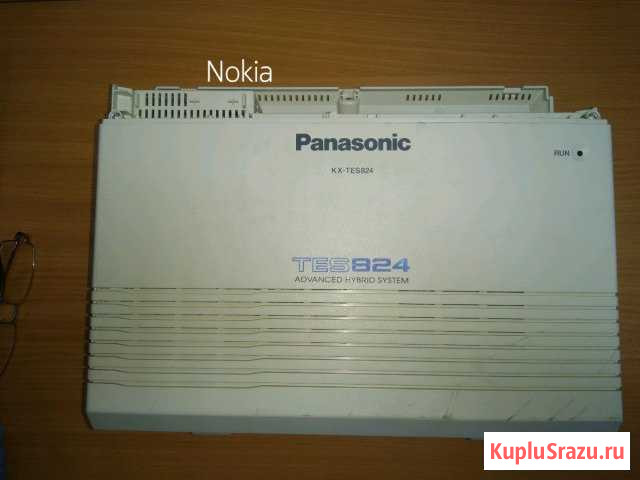 Nokia
Panasonic
KX-TES824
RUN
TES824
ADVANCED HYBRID SYSTEM
KupluSrazu.ru